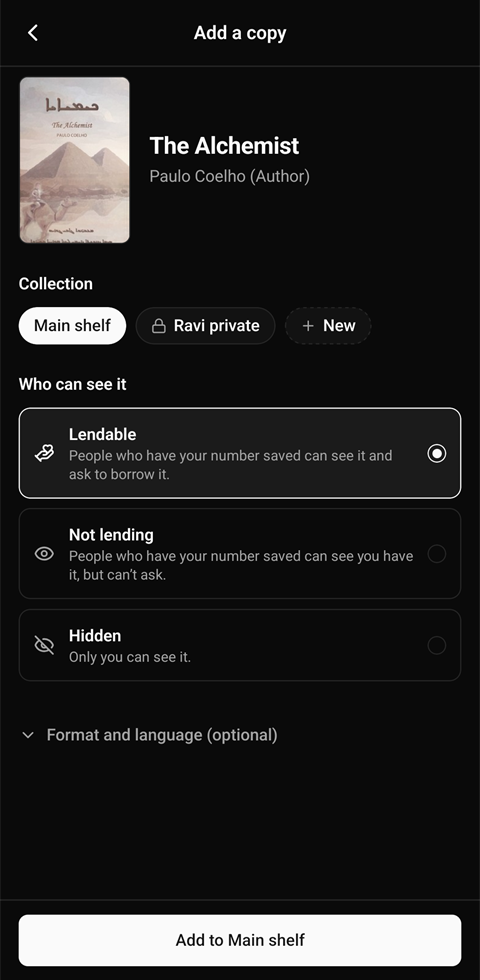 Add a copy
The Alchemist
PAULO COELHO
The Alchemist
Paulo Coelho (Author)
Collection
Main shelf
Ravi private
New
Who can see it
Lendable
People who have your number saved can see it and
ask to borrow it.
Not lending
People who have your number saved can see you have
it, but can’t ask.
Hidden
Only you can see it.
Format and language (optional)
Add to Main shelf